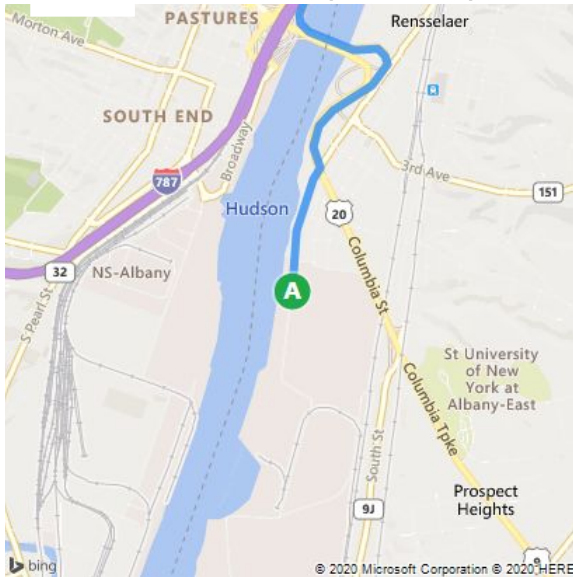 PASTURES
Rensselaer
Morton Ave
SOUTH END
Broadway
3rd Ave
787
151
Hudson
20
32
NS-Albany
A
S Pearl St
Columbia St
St University
of New
York at
Albany-East
Columbia Tpke
South St
Prospect
Heights
9J
9
bing
© 2020 Microsoft Corporation © 2020 HERE